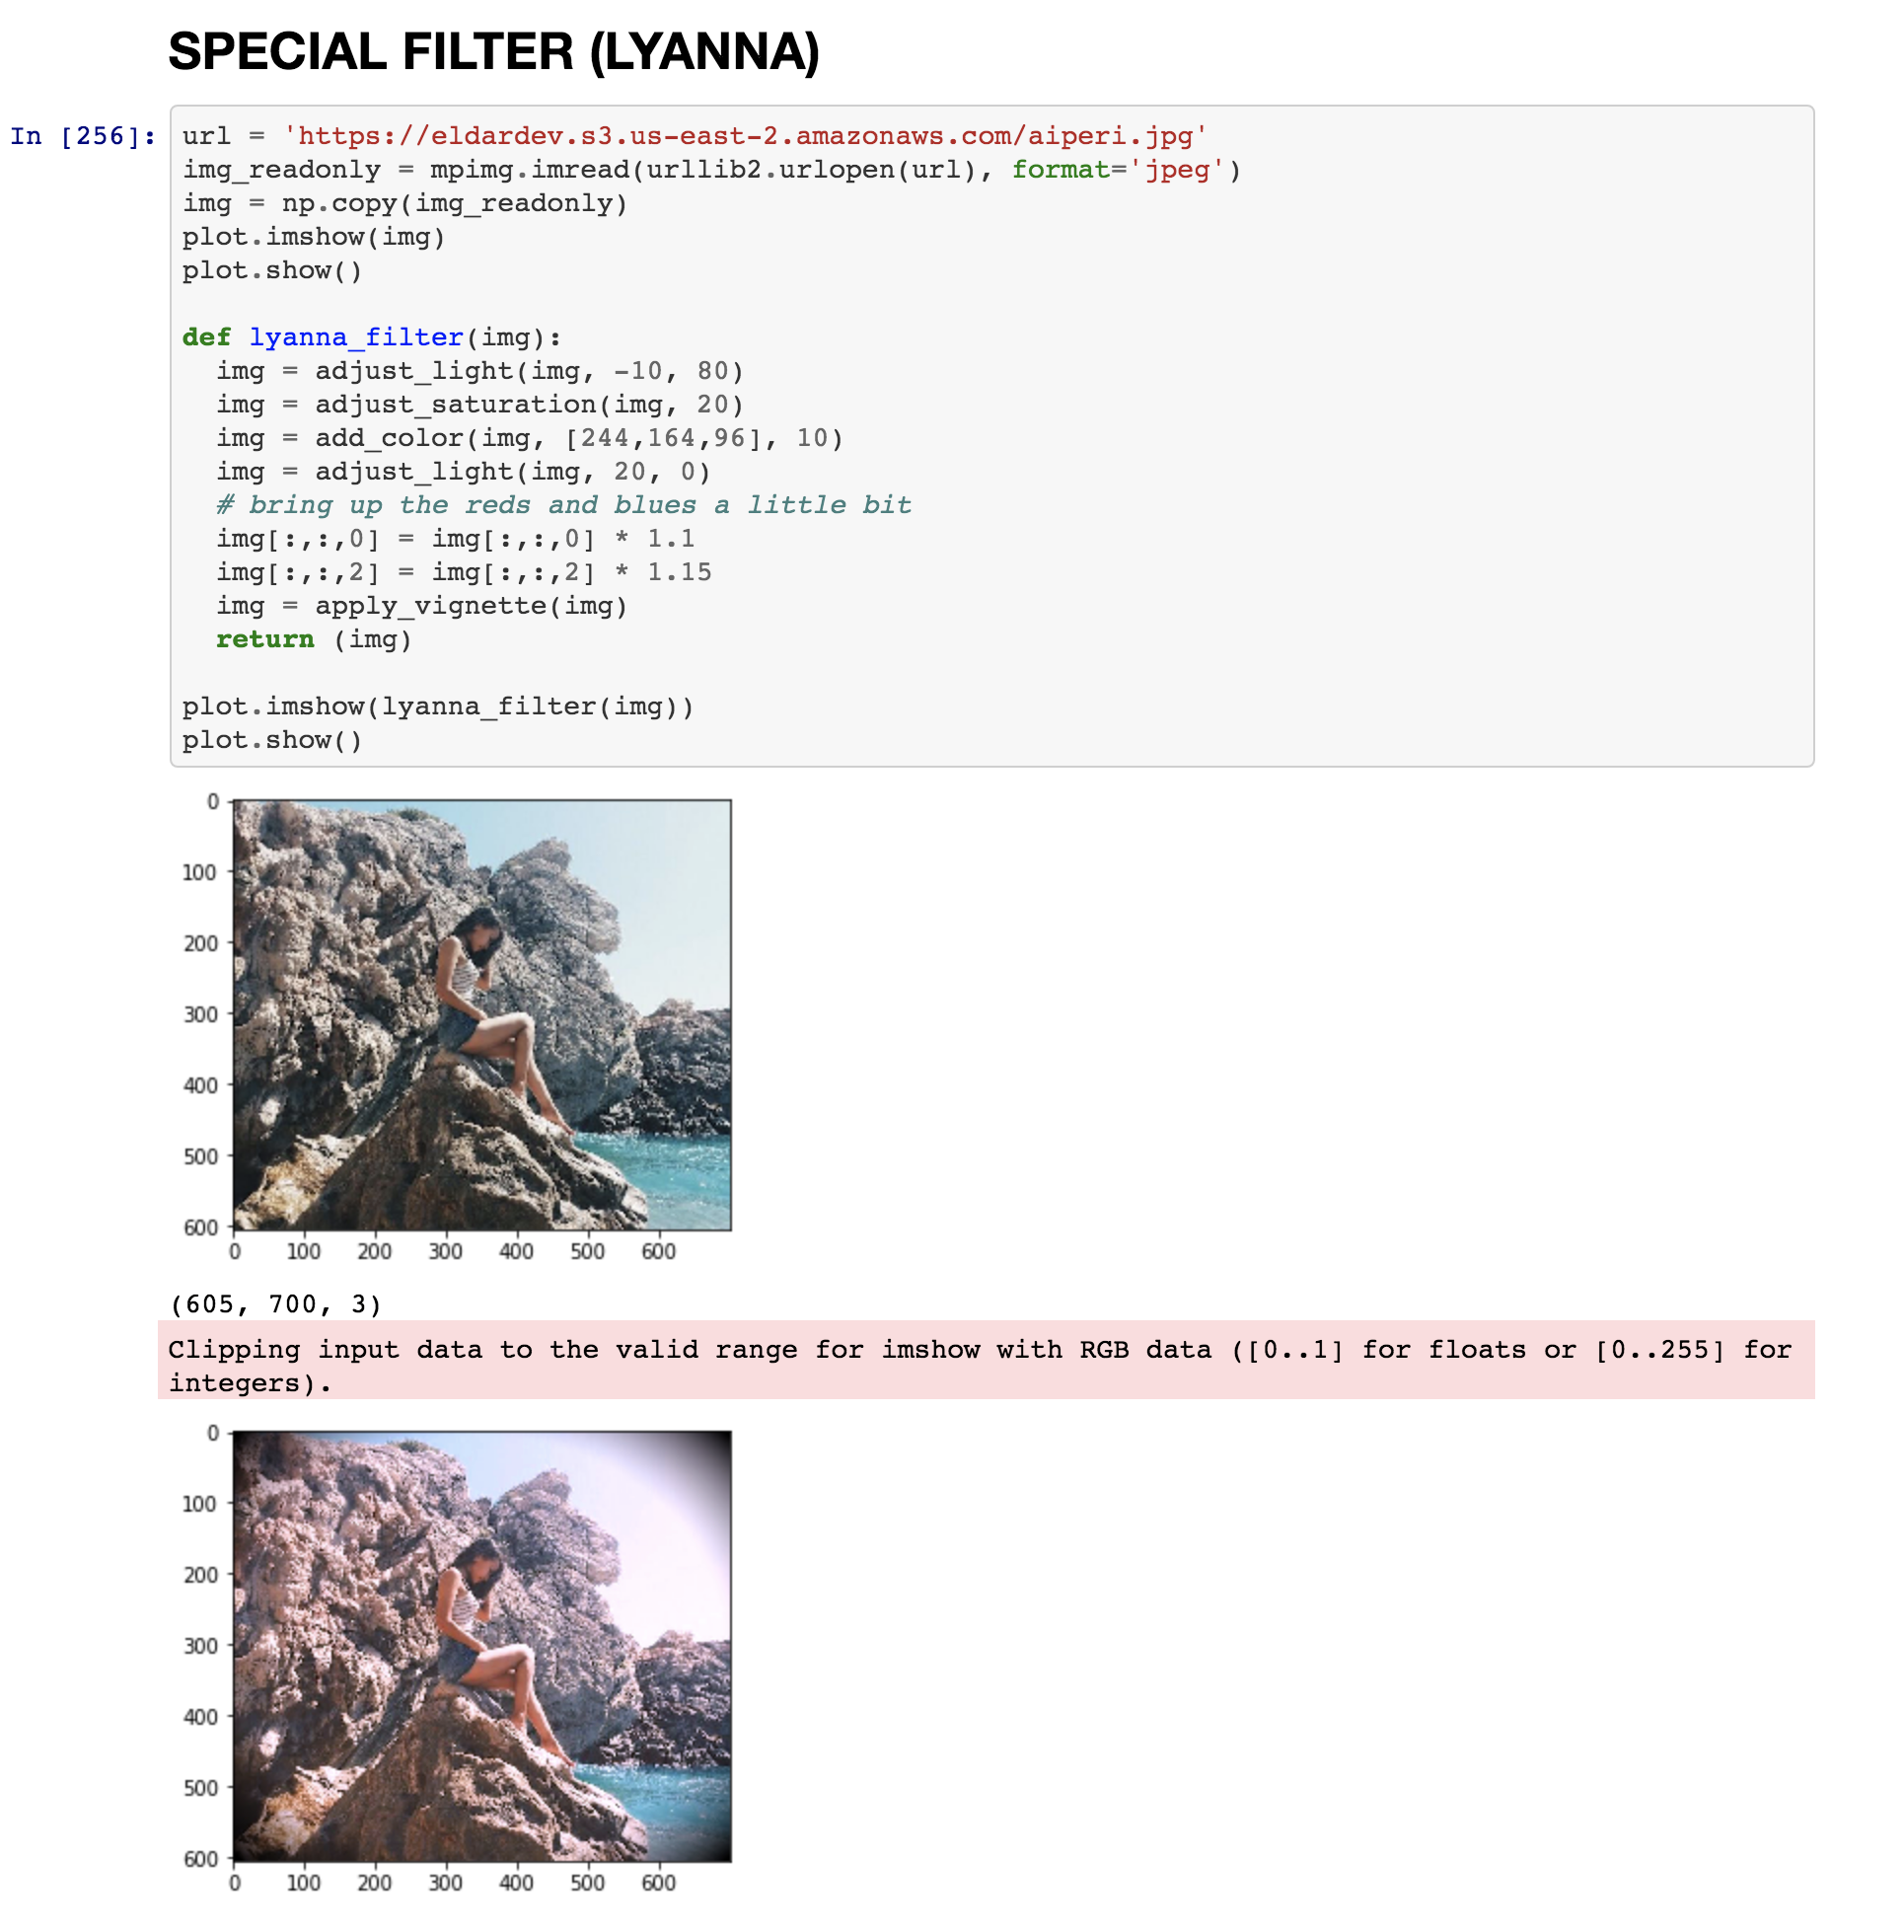 SPECIAL FILTER (LYANNA)
In [256]:
url = 'https://eldardev.s3.us-east-2.amazonaws.com/aiperi.jpg'
img_readonly = mpimg.imread(urllib2.urlopen(url), format='jpeg')
img = np.copy(img_readonly)
plot.imshow(img)
plot.show()
def lyanna_filter(img):
  img = adjust_light(img, -10, 80)
  img = adjust_saturation(img, 20)
  img = add_color(img, [244,164,96], 10)
  img = adjust_light(img, 20, 0)
  # bring up the reds and blues a little bit
  img[:,:,0] = img[:,:,0] * 1.1
  img[:,:,2] = img[:,:,2] * 1.15
  img = apply_vignette(img)
  return (img)
plot.imshow(lyanna_filter(img))
plot.show()
0
100
200
300
400
500
600
0 100 200 300 400 500 600
(605, 700, 3)
Clipping input data to the valid range for imshow with RGB data ([0..1] for floats or [0..255] for
integers).
0
100
200
300
400
500
600
0 100 200 300 400 500 600